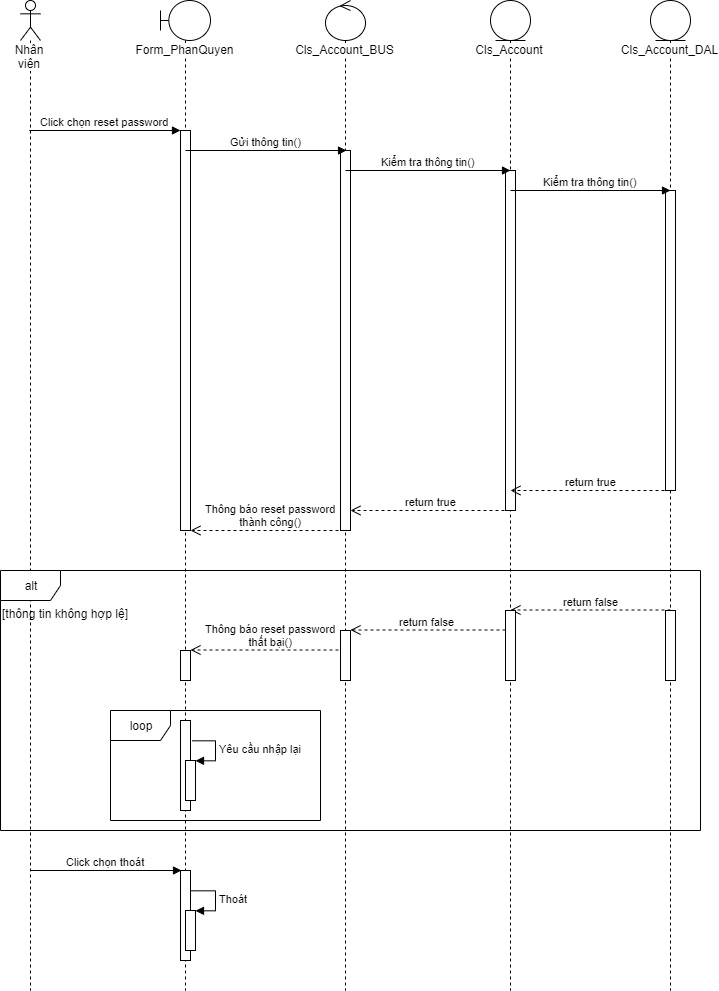 Nhân
viên
Form_PhanQuyen
Cls_Account_BUS
Cls_Account
Cls_Account_DAL
Click chọn reset password
Gửi thông tin()
Kiểm tra thông tin()
Kiểm tra thông tin()
return true
return true
Thông báo reset password
thành công()
alt
[thông tin không hợp lệ]
return false
return false
Thông báo reset password
thất bại()
loop
Yêu cầu nhập lại
Click chọn thoát
Thoát